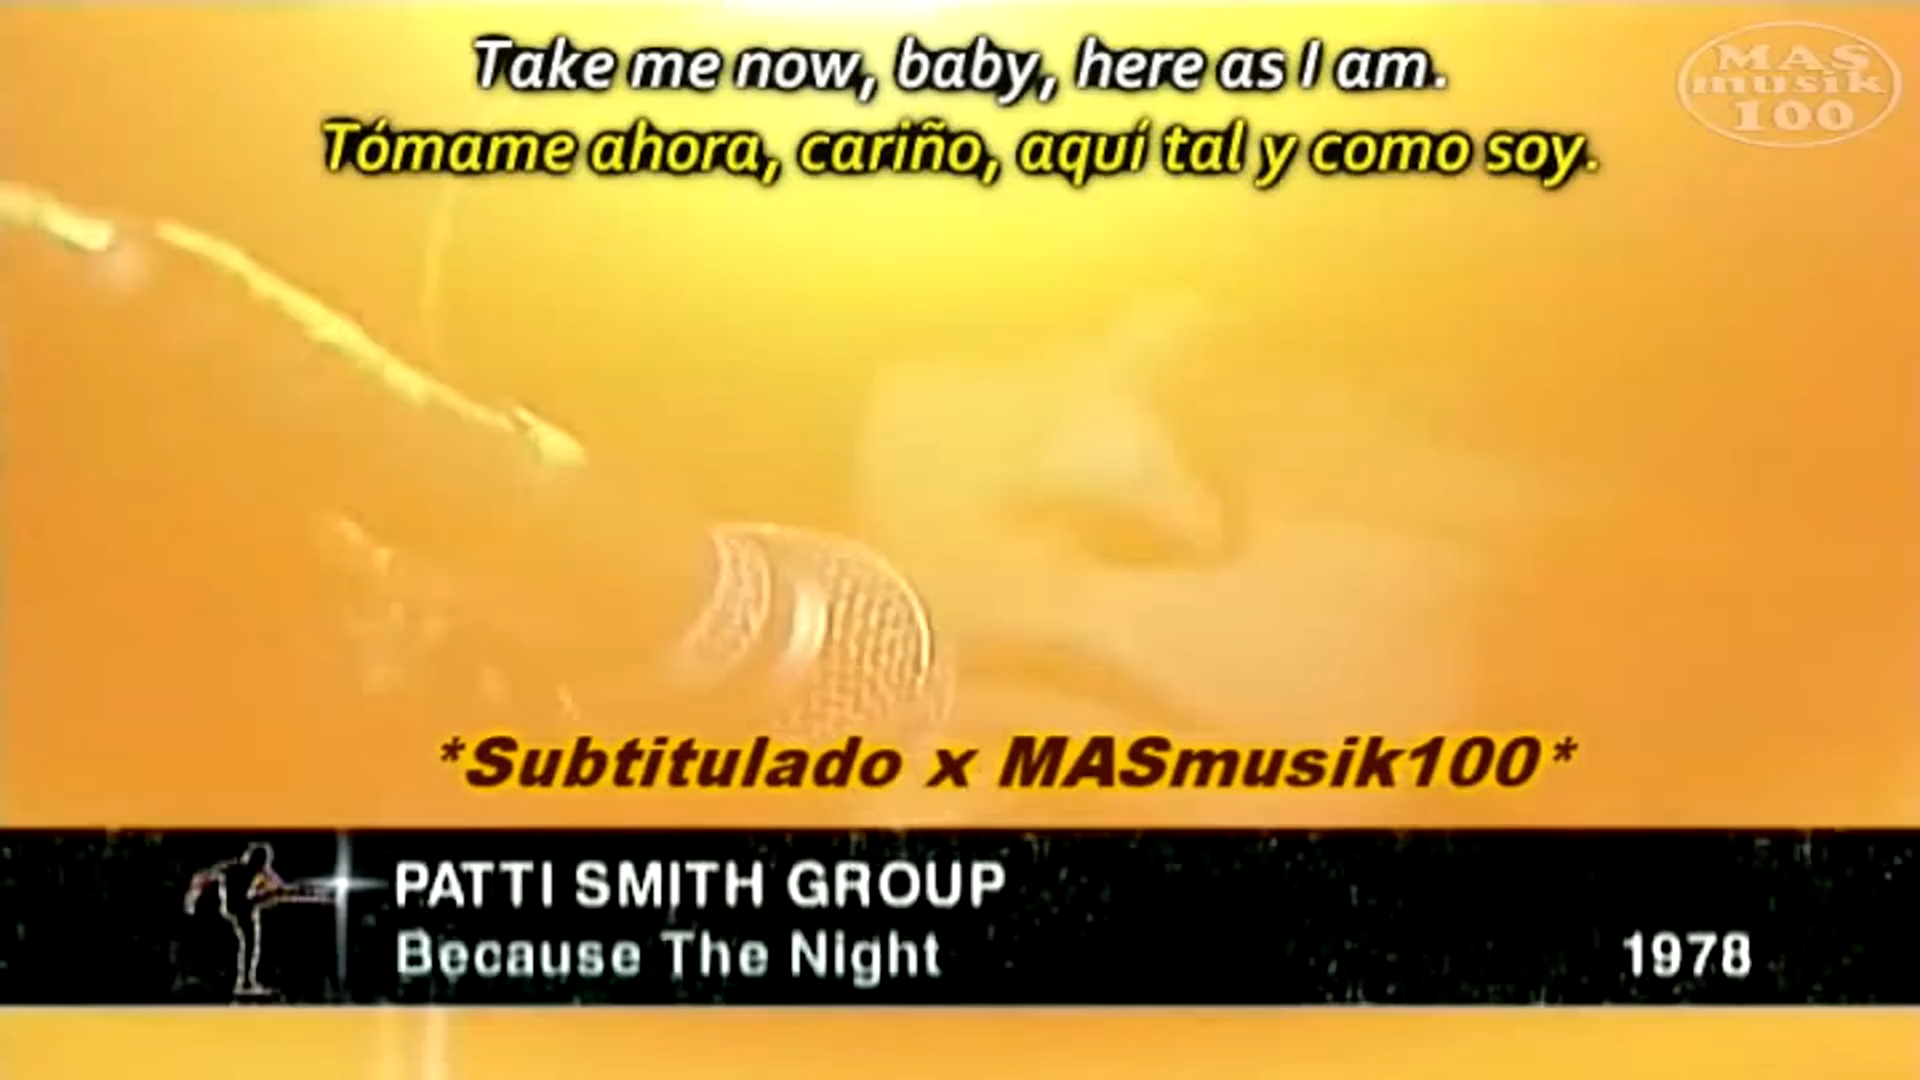 Take me now, baby, here as I am.
Tómame ahora, cariño, aquí tal y como soy.
MAS
musik
100
*Subtitulado x MASmusik100*
PATTI SMITH GROUP
Because The Night
1978